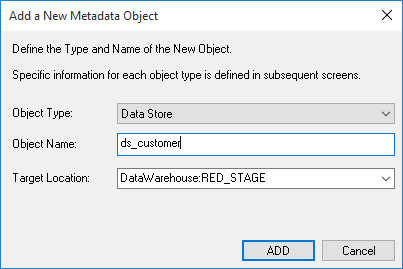 Add a New Metadata Object
Define the Type and Name of the New Object.
Specific information for each object type is defined in subsequent screens.
Object Type: Data Store
Object Name: ds_customer
Target Location: DataWarehouse:RED_STAGE
ADD Cancel